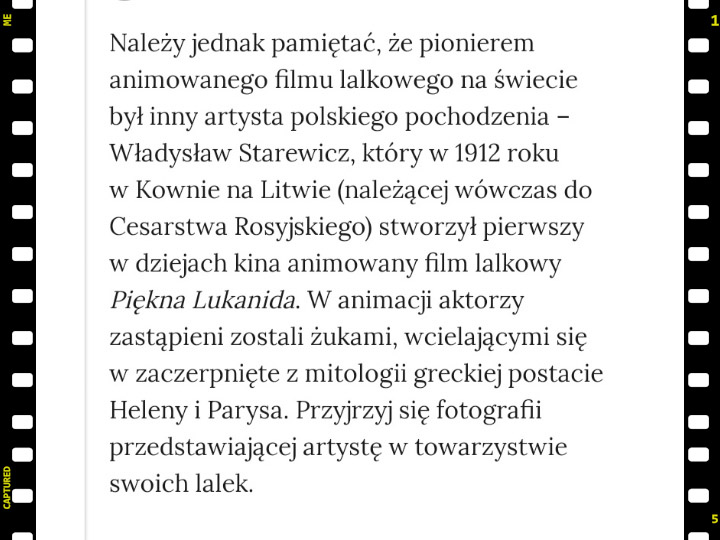 ME
1
Należy jednak pamiętać, że pionierem
animowanego filmu lalkowego na świecie
był inny artysta polskiego pochodzenia –
Władysław Starewicz, który w 1912 roku
w Kownie na Litwie (należącej wówczas do
Cesarstwa Rosyjskiego) stworzył pierwszy
w dziejach kina animowany film lalkowy
Piękna Lukanida. W animacji aktorzy
zastąpieni zostali żukami, wcielającymi się
w zaczerpnięte z mitologii greckiej postacie
Heleny i Parysa. Przyjrzyj się fotografii
przedstawiającej artystę w towarzystwie
swoich lalek.
CAPTURED
5